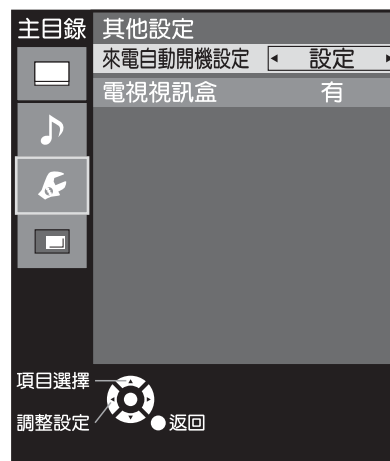 主目錄
其他設定
來電自動開機設定 設定
電視視訊盒 有
項目選擇
調整設定
返回